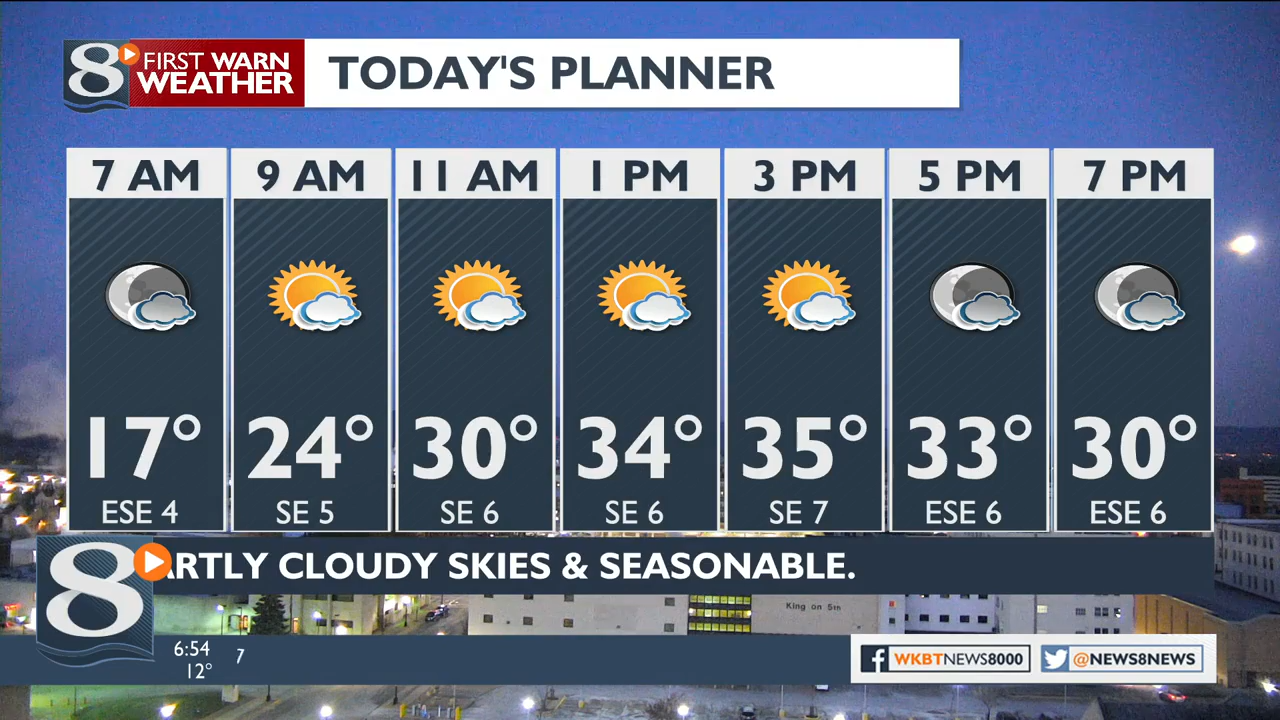 8 FIRST WARN
WEATHER
TODAY'S PLANNER
7 AM 9 AM 11 AM 1 PM 3 PM 5 PM 7 PM
17° 24° 30° 34° 35° 33° 30°
ESE 4 SE 5 SE 6 SE 6 SE 7 ESE 6 ESE 6
ARTLY CLOUDY SKIES & SEASONABLE.
King on 5th
8
6:54 7
12°
WKBTNEWS8000 @NEWS8NEWS